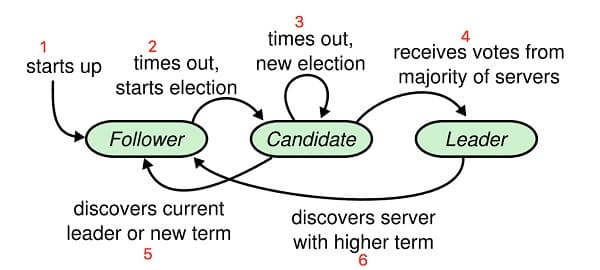 1
starts up
2
times out,
starts election
3
times out,
new election
4
receives votes from
majority of servers
Follower
Candidate
Leader
discovers current
leader or new term
5
discovers server
with higher term
6